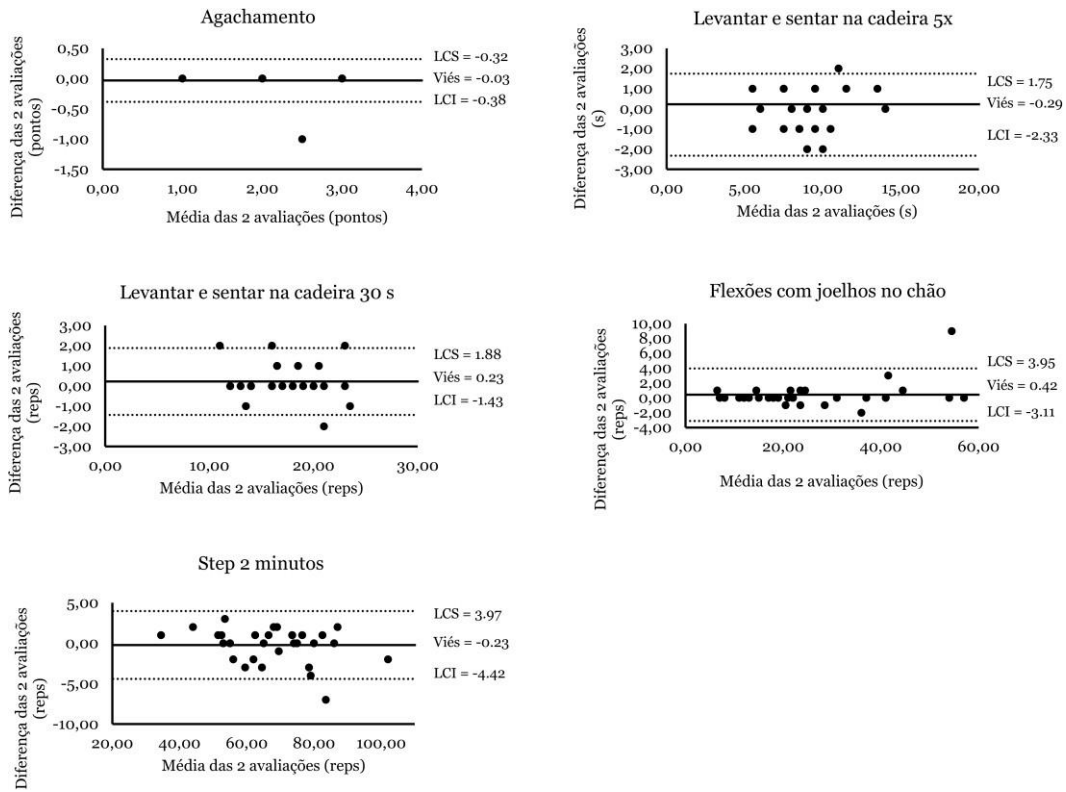 Agachamento
Diferença das 2 avaliações
(pontos)
0,50
0,00
-0,50
-1,00
-1,50
0,00
1,00
2,00
3,00
4,00
Média das 2 avaliações (pontos)
LCS = -0.32
Viés = -0.03
LCI = -0.38
Levantar e sentar na cadeira 5x
Diferença das 2 avaliações
(s)
3,00
2,00
1,00
0,00
-1,00
-2,00
-3,00
0,00
5,00
10,00
15,00
20,00
Média das 2 avaliações (s)
LCS = 1.75
Viés = -0.29
LCI = -2.33
Levantar e sentar na cadeira 30 s
Diferença das 2 avaliações
(reps)
3,00
2,00
1,00
0,00
-1,00
-2,00
-3,00
0,00
10,00
20,00
30,00
Média das 2 avaliações (reps)
LCS = 1.88
Viés = 0.23
LCI = -1.43
Flexões com joelhos no chão
Diferença das 2 avaliações
(reps)
10,00
8,00
6,00
4,00
2,00
0,00
-2,00
-4,00
0,00
20,00
40,00
60,00
Média das 2 avaliações (reps)
LCS = 3.95
Viés = 0.42
LCI = -3.11
Step 2 minutos
Diferença das 2 avaliações
(reps)
5,00
0,00
-5,00
-10,00
20,00
40,00
60,00
80,00
100,00
Média das 2 avaliações (reps)
LCS = 3.97
Viés = -0.23
LCI = -4.42